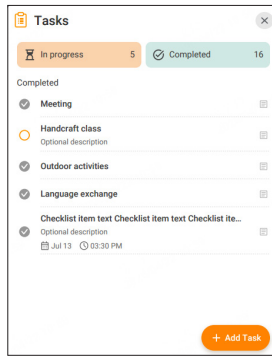 Tasks
In progress 5 Completed 16
Completed
Meeting
Handcraft class
Optional description
Outdoor activities
Language exchange
Checklist item text Checklist item text Checklist ite...
Optional description
Jul 13 03:30 PM
+ Add Task